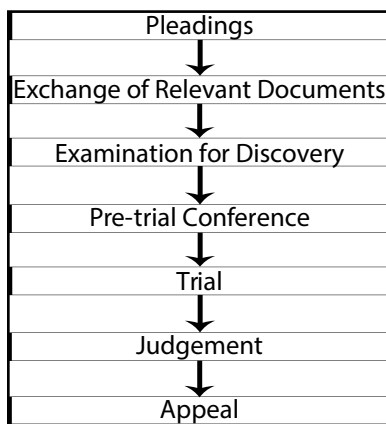 Pleadings
Exchange of Relevant Documents
Examination for Discovery
Pre-trial Conference
Trial
Judgement
Appeal